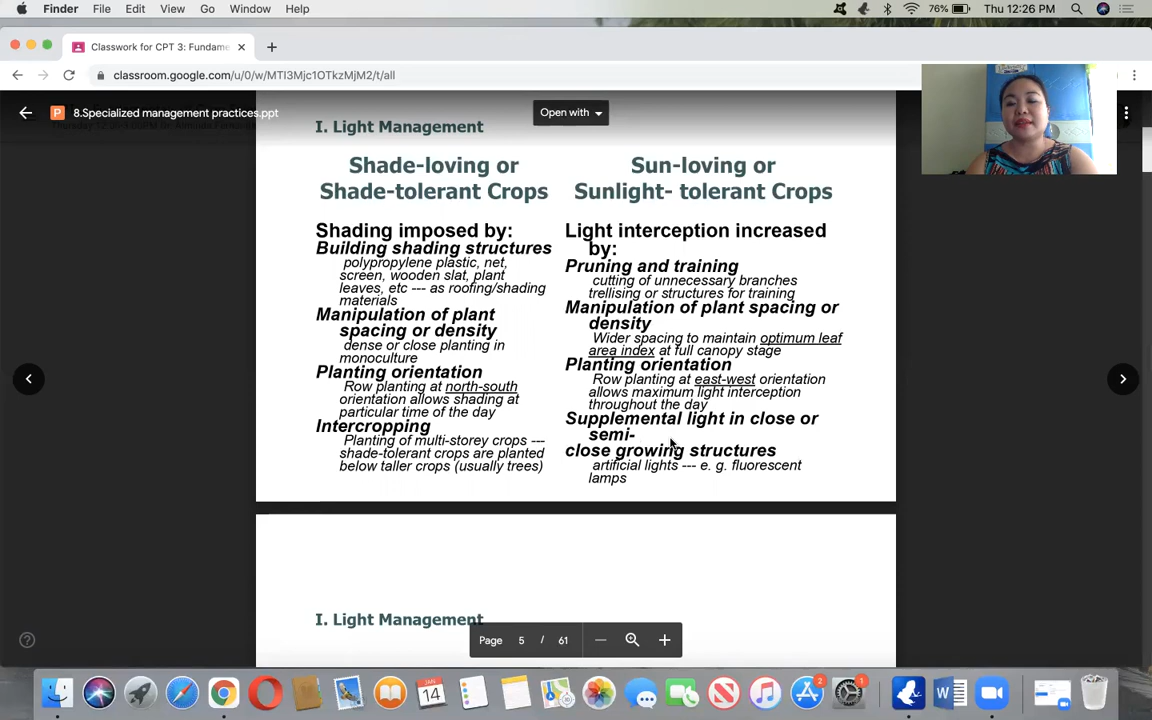 Finder File Edit View Go Window Help
76% Thu 12:26 PM
Classwork for CPT 3: Fundame
classroom.google.com/u/0/w/MTI3Mjc1OTkzMjM2/t/all
8.Specialized management practices.ppt
Open with
I. Light Management
Shade-loving or
Shade-tolerant Crops
Shading imposed by:
Building shading structures
polypropylene plastic, net,
screen, wooden slat, plant
leaves, etc --- as roofing/shading
materials
Manipulation of plant
spacing or density
dense or close planting in
monoculture
Planting orientation
Row planting at north-south
orientation allows shading at
particular time of the day
Intercropping
Planting of multi-storey crops ---
shade-tolerant crops are planted
below taller crops (usually trees)
Sun-loving or
Sunlight- tolerant Crops
Light interception increased
by:
Pruning and training
cutting of unnecessary branches
trellising or structures for training
Manipulation of plant spacing or
density
Wider spacing to maintain optimum leaf
area index at full canopy stage
Planting orientation
Row planting at east-west orientation
allows maximum light interception
throughout the day
Supplemental light in close or
semi-
close growing structures
artificial lights --- e. g. fluorescent
lamps
I. Light Management
Page 5 / 61
JAN
14
2
1